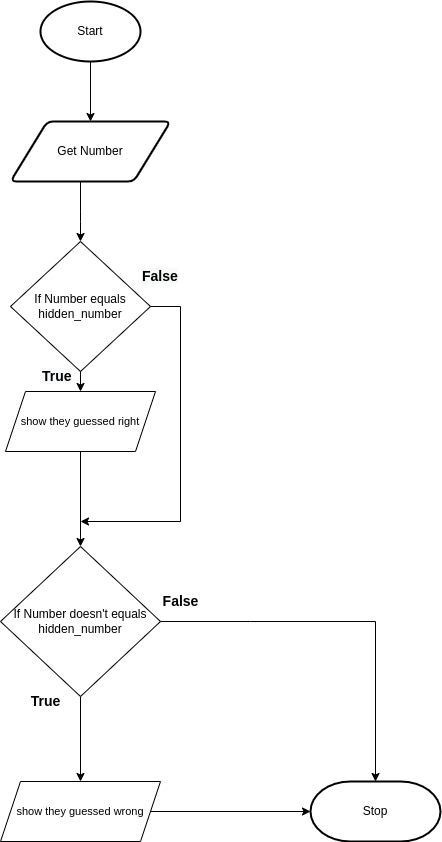 Start
Get Number
False
If Number equals
hidden_number
True
show they guessed right
False
If Number doesn't equals
hidden_number
True
show they guessed wrong
Stop